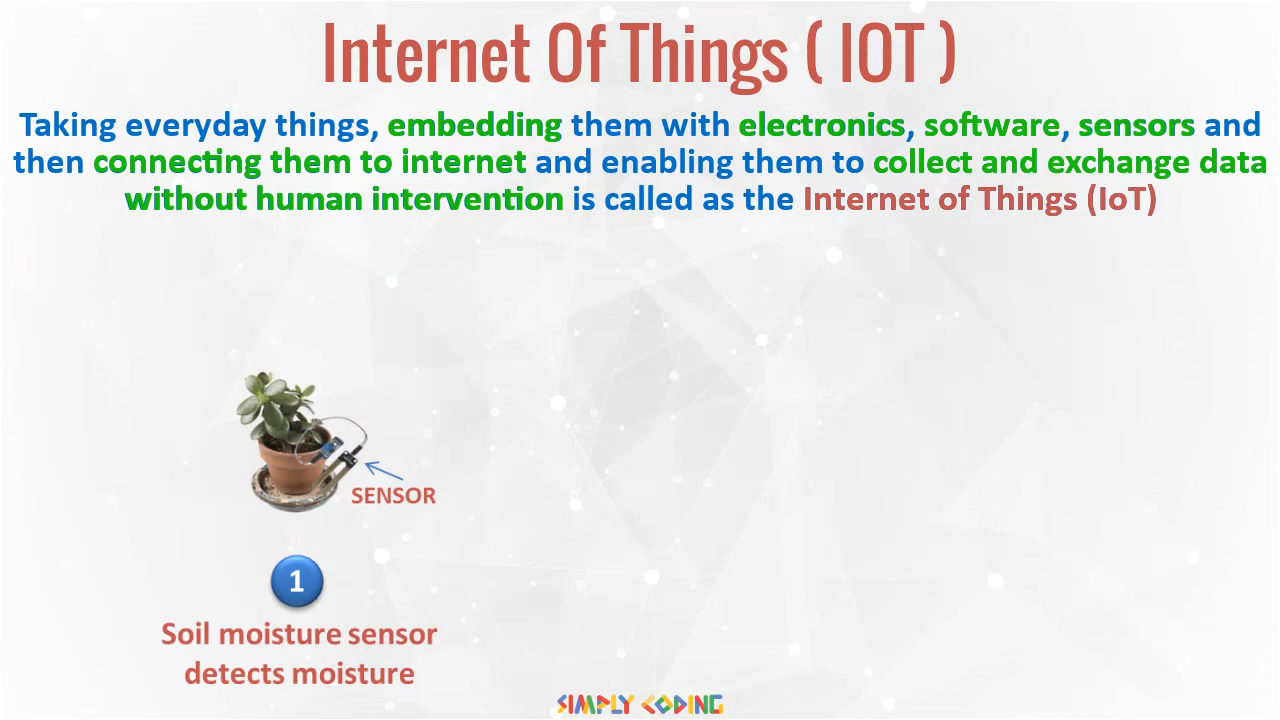 Internet Of Things ( IOT )
Taking everyday things, embedding them with electronics, software, sensors and
then connecting them to internet and enabling them to collect and exchange data
without human intervention is called as the Internet of Things (IoT)
SENSOR
1
Soil moisture sensor
detects moisture
SIMPLY CODING